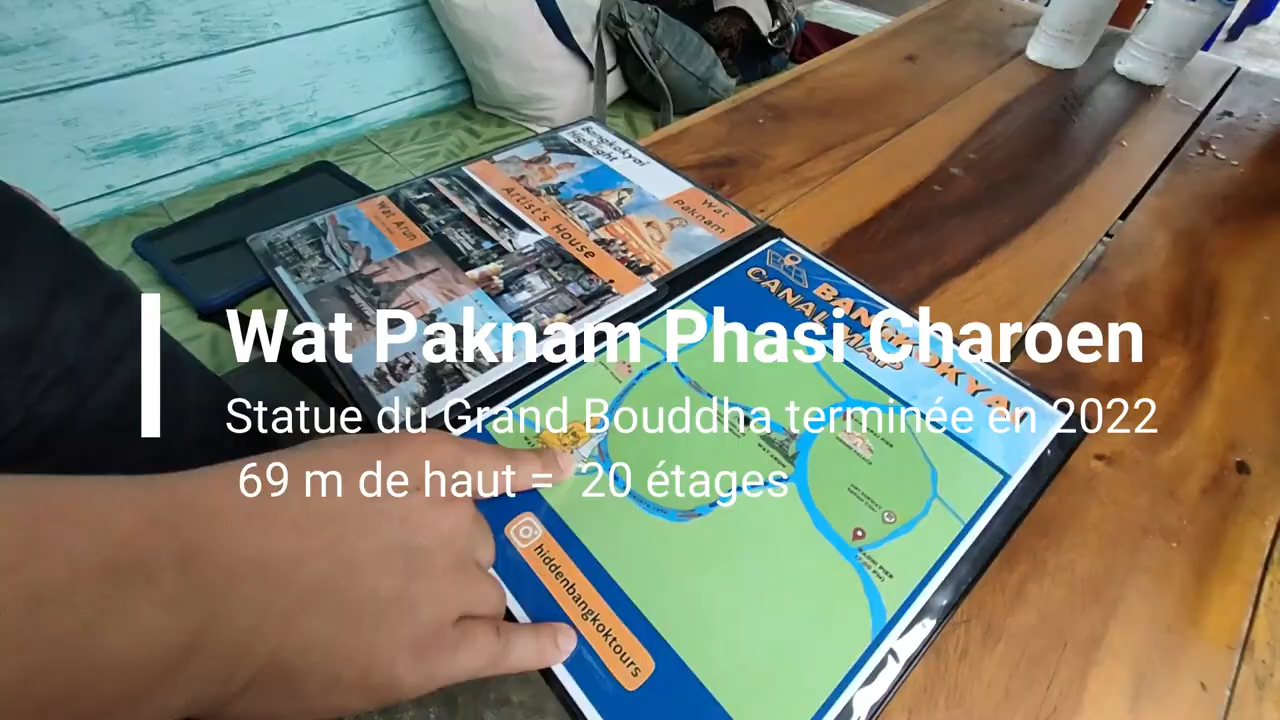 Wat Paknam Phasi Charoen
Statue du Grand Bouddha terminée en 2022
69 m de haut = 20 étages
Bangkokyai
Highlight
Wat
Paknam
Artist's House
Wat Arun
BANGKOKYAI
CANAL MAP
hiddenbangkoktours